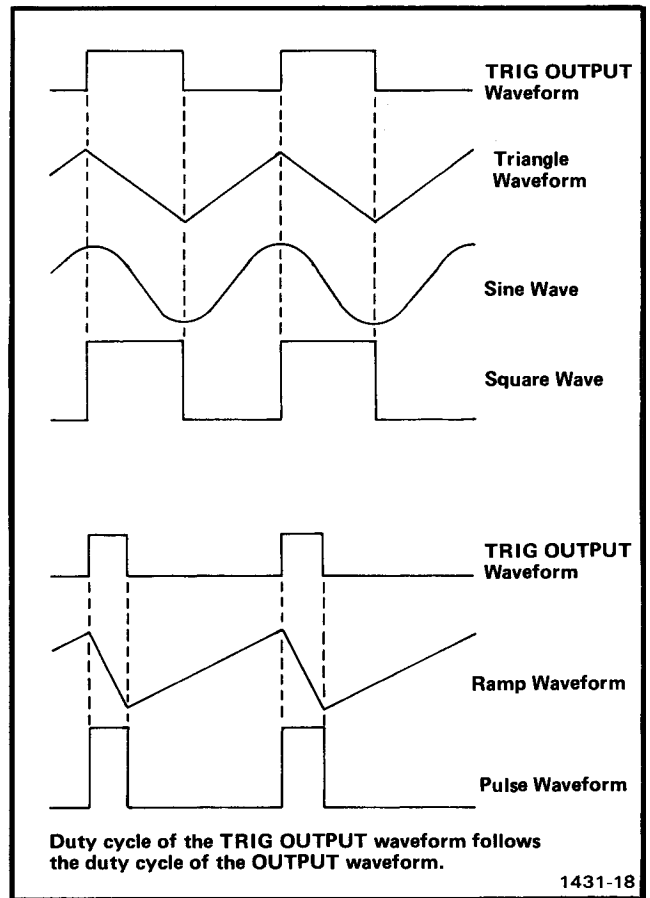 TRIG OUTPUT
Waveform
Triangle
Waveform
Sine Wave
Square Wave
TRIG OUTPUT
Waveform
Ramp Waveform
Pulse Waveform
Duty cycle of the TRIG OUTPUT waveform follows
the duty cycle of the OUTPUT waveform.
1431-18